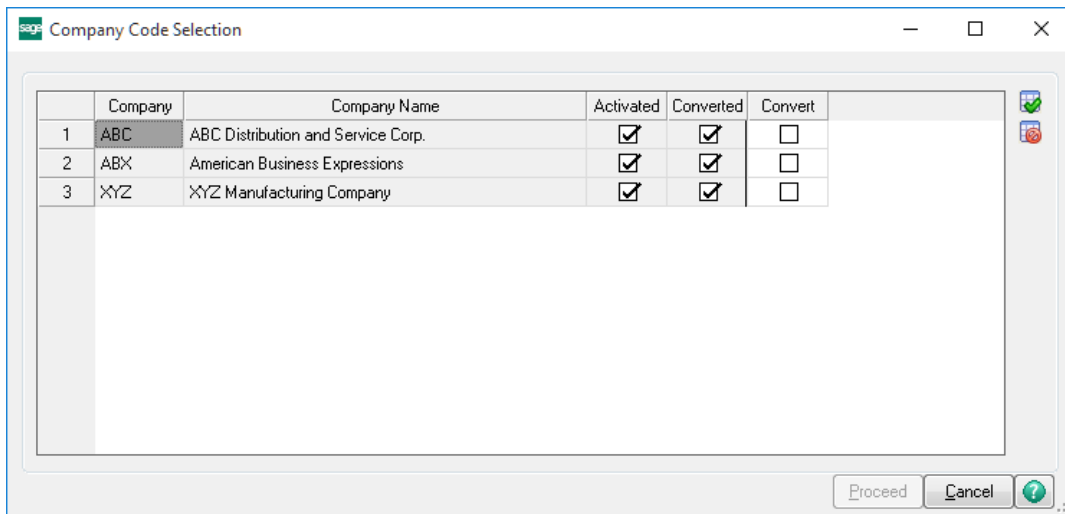 sage Company Code Selection
Company Company Name Activated Converted Convert
1 ABC ABC Distribution and Service Corp.
2 ABX American Business Expressions
3 XYZ XYZ Manufacturing Company
Proceed Cancel ?